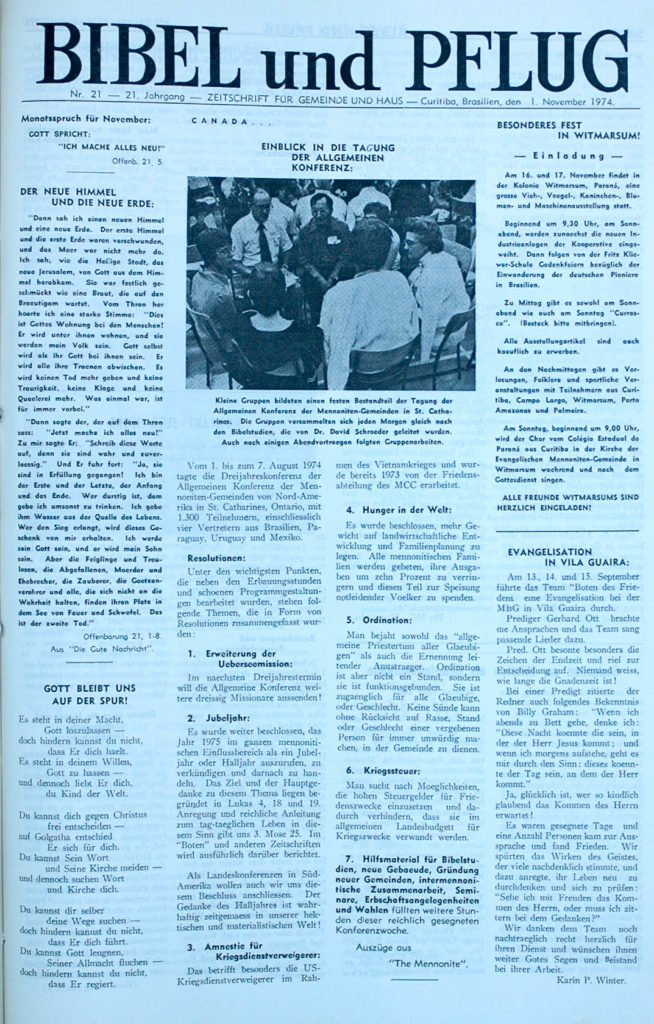 BIBEL und PFLUG
Nr. 21 — 21. Jahrgang — ZEITSCHRIFT FÜR GEMEINDE UND HAUS — Curitiba, Brasilien, den 1. November 1974.
Monatsspruch für November:
GOTT SPRICHT:
"ICH MACHE ALLES NEU!"
Offenb. 21, 5.
DER NEUE HIMMEL
UND DIE NEUE ERDE:
"Dann sah ich einen neuen Himmel
und eine neue Erde. Der erste Himmel
und die erste Erde waren verschwunden,
und das Meer war nicht mehr da.
Ich sah, wie die Heilige Stadt, das
neue Jerusalem, von Gott aus dem Him-
mel herabkam. Sie war festlich ge-
schmückt wie eine Braut, die auf den
Braeutigam wartet. Vom Thron her
hoerte ich eine starke Stimme: "Dies
ist Gottes Wohnung bei den Menschen!
Er wird unter ihnen wohnen, und sie
werden mein Volk sein. Gott selbst
wird als ihr Gott bei ihnen sein. Er
wird alle ihre Traenen abwischen. Es
wird keinen Tod mehr geben und keine
Traurigkeit, keine Klage und keine
Quaelerei mehr. Was einmal war, ist
für immer vorbei."
"Dann sagte der, der auf dem Thron
sass: "Jetzt mache ich alles neu!"
Zu mir sagte Er: "Schreib diese Worte
auf, denn sie sind wahr und zuver-
laessig." Und Er fuhr fort: "Ja, sie
sind in Erfüllung gegangen! Ich bin
der Erste und der Letzte, der Anfang
und das Ende. Wer durstig ist, dem
gebe ich umsonst zu trinken. Ich gebe
ihm Wasser aus der Quelle des Lebens.
Wer den Sieg erlangt, wird dieses Ge-
schenk von mir erhalten. Ich werde
sein Gott sein, und er wird mein Sohn
sein. Aber die Feiglinge und Treu-
losen, die Abgefallenen, Moerder und
Ehebrecher, die Zauberer, die Goetzen-
verehrer und alle, die sich nicht an die
Wahrheit halten, finden ihren Platz in
dem See von Feuer und Schwefel. Das
ist der zweite Tod."
Offenbarung 21, 1-8.
Aus "Die Gute Nachricht".
GOTT BLEIBT UNS
AUF DER SPUR!
Es steht in deiner Macht,
Gott loszulassen —
doch hindern kannst du nicht,
dass Er dich haelt.
Es steht in deinem Willen,
Gott zu hassen —
und dennoch liebt Er dich,
du Kind der Welt.
Du kannst dich gegen Christus
frei entscheiden —
auf Golgatha entschied
Er sich für dich.
Du kannst Sein Wort
und Seine Kirche meiden —
und dennoch suchen Wort
und Kirche dich.
Du kannst dir selber
deine Wege suchen —
doch hindern kannst du nicht,
dass Er dich führt.
Du kannst Gott leugnen,
Seiner Allmacht fluchen —
doch hindern kannst du nicht,
dass Er regiert.
CANADA...
EINBLICK IN DIE TAGUNG
DER ALLGEMEINEN
KONFERENZ:
Kleine Gruppen bildeten einen festen Bestandteil der Tagung der
Allgemeinen Konferenz der Mennoniten-Gemeinden in St. Catha-
rines. Die Gruppen versammelten sich jeden Morgen gleich nach
den Bibelstudien, die von Dr. David Schroeder geleitet wurden.
Auch nach einigen Abendvortraegen folgten Gruppenarbeiten.
Vom 1. bis zum 7. August 1974
tagte die Dreijahreskonferenz der
Allgemeinen Konferenz der Men-
noniten-Gemeinden von Nord-Ame-
rika in St. Catharines, Ontario, mit
1.300 Teilnehmern, einschliesslich
vier Vertretern aus Brasilien, Pa-
raguay, Uruguay und Mexiko.
Resolutionen:
Unter den wichtigsten Punkten,
die neben den Erbauungsstunden
und schoenen Programmgestaltun-
gen bearbeitet wurden, stehen fol-
gende Themen, die in Form von
Resolutionen zusammengefasst wur-
den:
1. Erweiterung der
Ueberseemission:
Im naechsten Dreijahrestermin
will die Allgemeine Konferenz wei-
tere dreissig Missionare aussenden!
2. Jubeljahr:
Es wurde weiter beschlossen, das
Jahr 1975 im ganzen mennoniti-
schen Einflussbereich als ein Jubel-
jahr oder Halljahr auszurufen, zu
verkündigen und darnach zu han-
deln. Das Ziel und der Hauptge-
danke zu diesem Thema liegen be-
gründet in Lukas 4, 18 und 19.
Anregung und reichliche Anleitung
zum tag-taeglichen Leben in die-
sem Sinn gibt uns 3. Mose 25. Im
"Boten" und anderen Zeitschriften
wird ausführlich darüber berichtet.
Als Landeskonferenzen in Süd-
Amerika wollen auch wir uns die-
sem Beschluss anschliessen. Der
Gedanke des Halljahres ist wahr-
haftig zeitgemaess in unserer hek-
tischen und materialistischen Welt!
3. Amnestie für
Kriegsdienstverweigerer:
Das betrifft besonders die US-
Kriegsdienstverweigerer im Rah-
men des Vietnamkrieges und wur-
de bereits 1973 von der Friedens-
abteilung des MCC erarbeitet.
4. Hunger in der Welt:
Es wurde beschlossen, mehr Ge-
wicht auf landwirtschaftliche Ent-
wicklung und Familienplanung zu
legen. Alle mennonitischen Fami-
lien werden gebeten, ihre Ausga-
ben um zehn Prozent zu verrin-
gern und diesen Teil zur Speisung
notleidender Voelker zu spenden.
5. Ordination:
Man bejaht sowohl das "allge-
meine Priestertum aller Glaeubi-
gen" als auch die Ernennung lei-
tender Amtstraeger. Ordination
ist aber nicht ein Stand, sondern
sie ist funktionsgebunden. Sie ist
zugaenglich für alle Glaeubige,
oder Geschlecht. Keine Sünde kann
ohne Rücksicht auf Rasse, Stand
oder Geschlecht einer vergebenen
Person für immer unwürdig ma-
chen, in der Gemeinde zu dienen.
6. Kriegssteuer:
Man sucht nach Moeglichkeiten,
die hohen Steuergelder für Frie-
denszwecke einzusetzen und da-
durch verhindern, dass sie im
allgemeinen Landesbudgett für
Kriegszwecke verwandt werden.
7. Hilfsmaterial für Bibelstu-
dien, neue Gebaeude, Gründung
neuer Gemeinden, intermennoni-
tische Zusammenarbeit, Semi-
nare, Erbschaftsangelegenheiten
und Wahlen füllten weitere Stun-
den dieser reichlich gesegneten
Konferenzwoche.
Auszüge aus
"The Mennonite".
BESONDERES FEST
IN WITMARSUM!
— Einladung —
Am 16. und 17. November findet in
der Kolonie Witmarsum, Paraná, eine
grosse Vieh-, Voegel-, Kaninchen-, Blu-
men- und Maschinenausstellung statt.
Beginnend um 9,30 Uhr, am Sonn-
abend, werden zunaechst die neuen In-
dustrieanlagen der Kooperative einge-
weiht. Dann folgen von der Fritz Klie-
wer-Schule Gedenkfeiern bezüglich der
Einwanderung der deutschen Pioniere
in Brasilien.
Zu Mittag gibt es sowohl am Sonn-
abend wie auch am Sonntag "Curras-
co". (Besteck bitte mitbringen).
Alle Ausstellungartikel sind auch
kaeuflich zu erwerben.
An den Nachmittagen gibt es Ver-
losungen, Folklore und sportliche Ver-
anstaltungen mit Teilnehmern aus Curi-
tiba, Campo Largo, Witmarsum, Porto
Amazonas und Palmeira.
Am Sonntag, beginnend um 9,00 Uhr,
wird der Chor vom Colégio Estadual do
Paraná aus Curitiba in der Kirche der
Evangelischen Mennoniten-Gemeinde in
Witmarsum waehrend und nach dem
Gottesdienst singen.
ALLE FREUNDE WITMARSUMS SIND
HERZLICH EINGELADEN!
EVANGELISATION
IN VILA GUAIRA:
Am 13., 14. und 15. September
führte das Team "Boten des Frie-
dens" eine Evangelisation bei der
MBG in Vila Guaira durch.
Prediger Gerhard Ott brachte
die Ansprachen und das Team sang
passende Lieder dazu.
Pred. Ott besonte besonders die
Zeichen der Endzeit und rief zur
Entscheidung auf. Niemand weiss,
wie lange die Gnadenzeit ist!
Bei einer Predigt zitierte der
Redner auch folgendes Bekenntnis
von Billy Graham: "Wenn ich
abends zu Bett gehe, denke ich:
"Diese Nacht koennte die sein, in
der der Herr Jesus kommt; und
wenn ich morgens aufstehe, geht es
mir durch den Sinn: dieses koenn-
te der Tag sein, an dem der Herr
kommt."
Ja, glücklich ist, wer so kindlich
glaubend das Kommen des Herrn
erwartet!
Es waren gesegnete Tage und
eine Anzahl Personen kam zur Aus-
sprache und fand Frieden. Wir
spürten das Wirken des Geistes,
der viele nachdenklich stimmte, und
dazu anregte, ihr Leben neu zu
durchdenken und sich zu prüfen:
"Sehe ich mit Freuden das Kom-
men des Herrn, oder muss ich zit-
tern bei dem Gedanken?"
Wir danken dem Team noch
nachtraeglich recht herzlich für
ihren Dienst und wünschen ihnen
weiter Gotes Segen und Beistand
bei ihrer Arbeit.
Karin P. Winter.